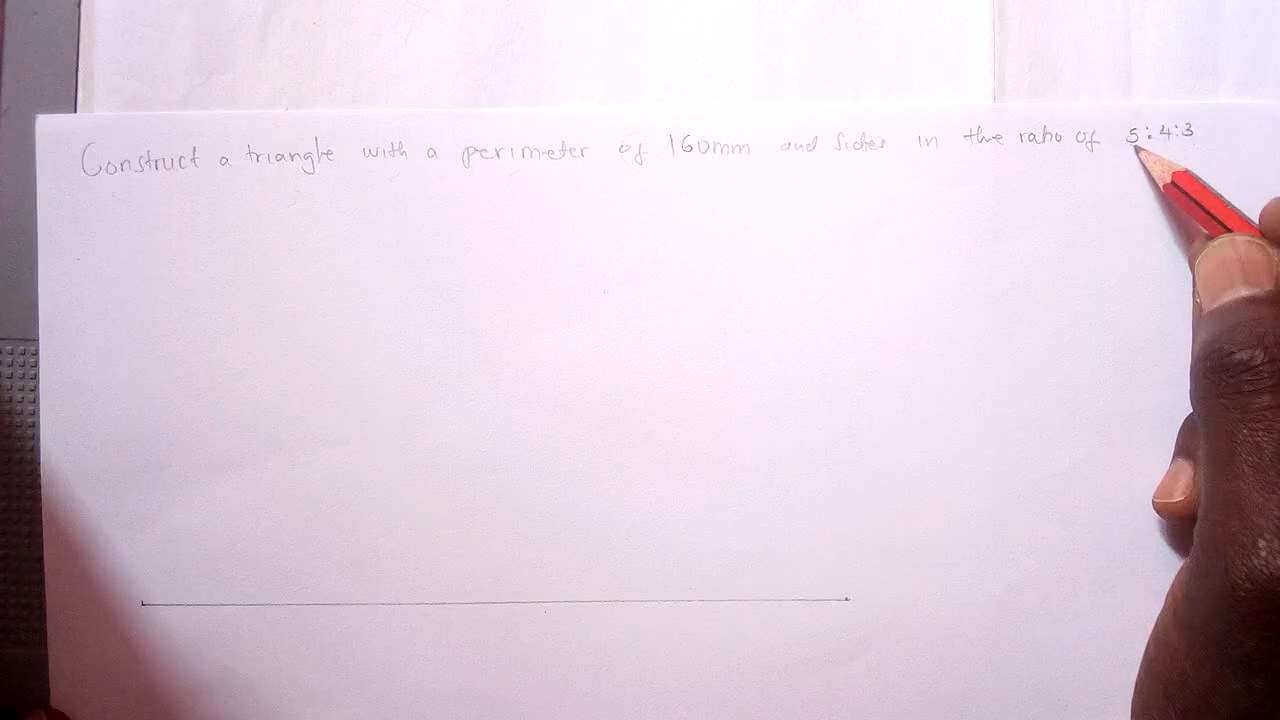 Construct a triangle with a perimeter of 160mm and sides in the ratio of 5:4:3